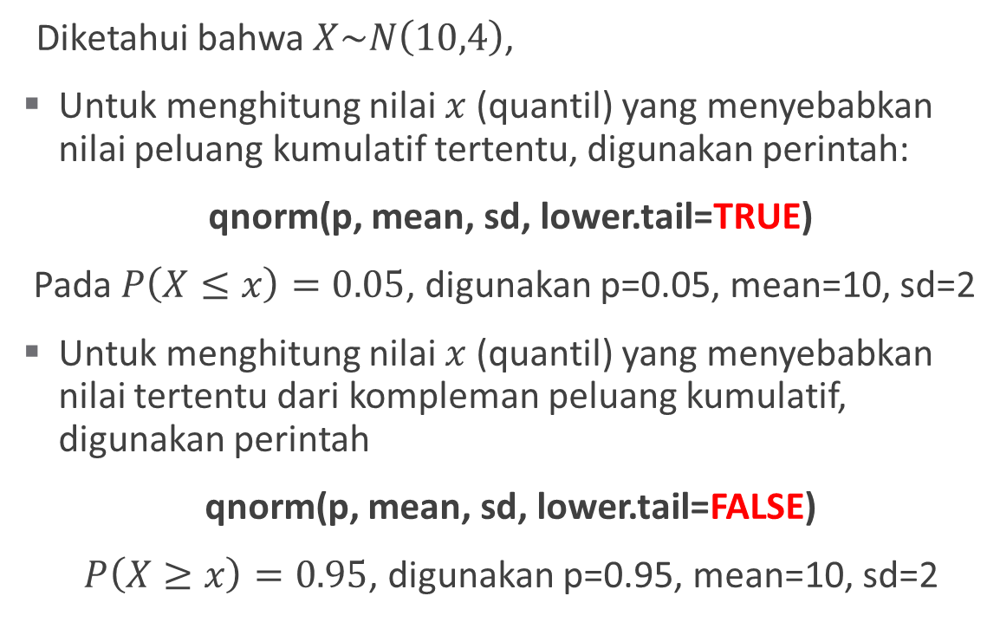 Diketahui bahwa 𝑋~𝑁(10,4),
▪ Untuk menghitung nilai 𝑥 (quantil) yang menyebabkan
nilai peluang kumulatif tertentu, digunakan perintah:
qnorm(p, mean, sd, lower.tail=TRUE)
Pada 𝑃(𝑋 ≤ 𝑥) = 0.05, digunakan p=0.05, mean=10, sd=2
▪ Untuk menghitung nilai 𝑥 (quantil) yang menyebabkan
nilai tertentu dari kompleman peluang kumulatif,
digunakan perintah
qnorm(p, mean, sd, lower.tail=FALSE)
𝑃(𝑋 ≥ 𝑥) = 0.95, digunakan p=0.95, mean=10, sd=2